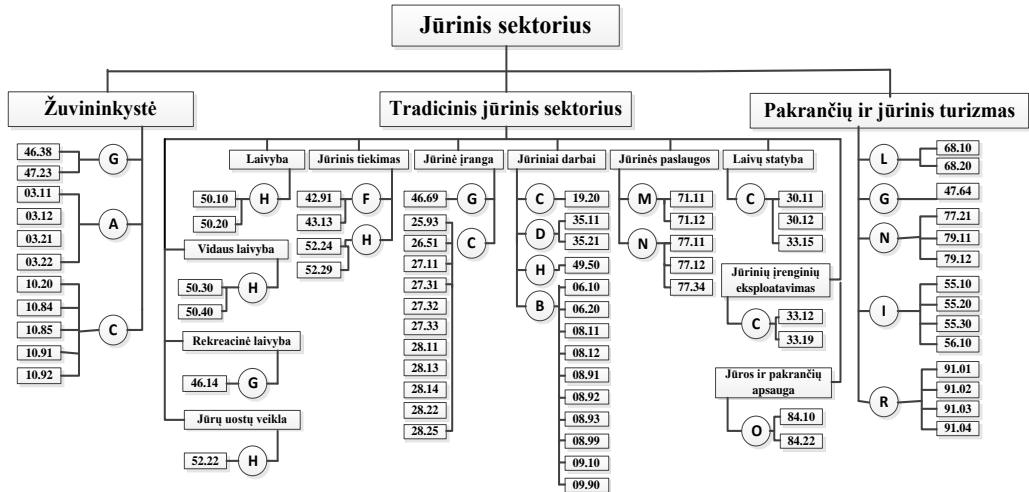 Jūrinis sektorius
Žuvininkystė
46.38
47.23
G
03.11
03.12
03.21
03.22
A
10.20
10.84
10.85
10.91
10.92
C
Tradicinis jūrinis sektorius
Laivyba
50.10
50.20
H
Vidaus laivyba
50.30
50.40
H
Rekreacinė laivyba
46.14
G
Jūrų uostų veikla
52.22
H
Jūrinis tiekimas
42.91
43.13
F
52.24
52.29
H
Jūrinė įranga
46.69
G
25.93
26.51
27.11
27.31
27.32
27.33
28.11
28.13
28.14
28.22
28.25
C
Jūriniai darbai
C
19.20
D
35.11
35.21
H
49.50
B
06.10
06.20
08.11
08.12
08.91
08.92
08.93
08.99
09.10
09.90
Jūrinės paslaugos
M
71.11
71.12
N
77.11
77.12
77.34
Laivų statyba
C
30.11
30.12
33.15
Jūrinių įrenginių
eksploatavimas
C
33.12
33.19
Jūros ir pakrančių
apsauga
O
84.10
84.22
Pakrančių ir jūrinis turizmas
L
68.10
68.20
G
47.64
N
77.21
79.11
79.12
I
55.10
55.20
55.30
56.10
R
91.01
91.02
91.03
91.04